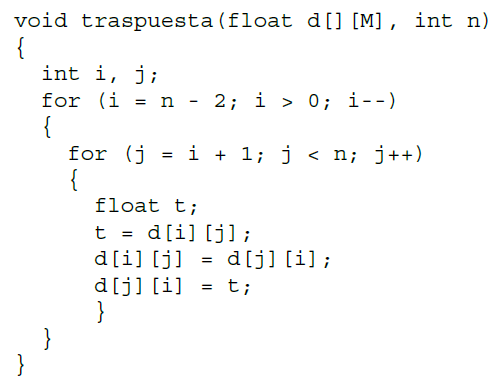 void traspuesta(float d[][M], int n)
{
  int i, j;
  for (i = n - 2; i > 0; i--)
  {
    for (j = i + 1; j < n; j++)
    {
      float t;
      t = d[i][j];
      d[i][j] = d[j][i];
      d[j][i] = t;
      }
  }
}